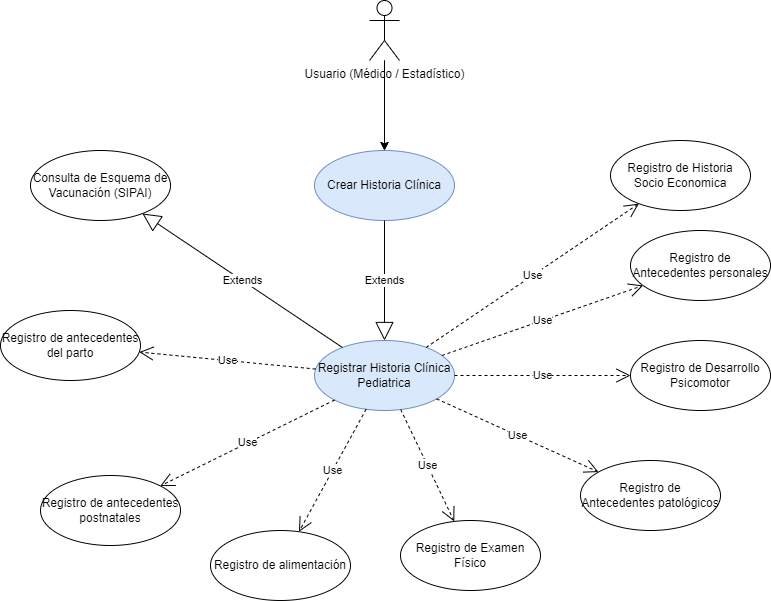 Usuario (Médico / Estadístico)
Crear Historia Clínica
Consulta de Esquema de
Vacunación (SIPAI)
Registro de Historia
Socio Economica
Registro de
Antecedentes personales
Extends
Extends
Use
Use
Registro de antecedentes
del parto
Use
Registrar Historia Clínica
Pediatrica
Use
Registro de Desarrollo
Psicomotor
Use
Use
Use
Use
Registro de antecedentes
postnatales
Registro de
Antecedentes patológicos
Registro de alimentación
Registro de Examen
Físico